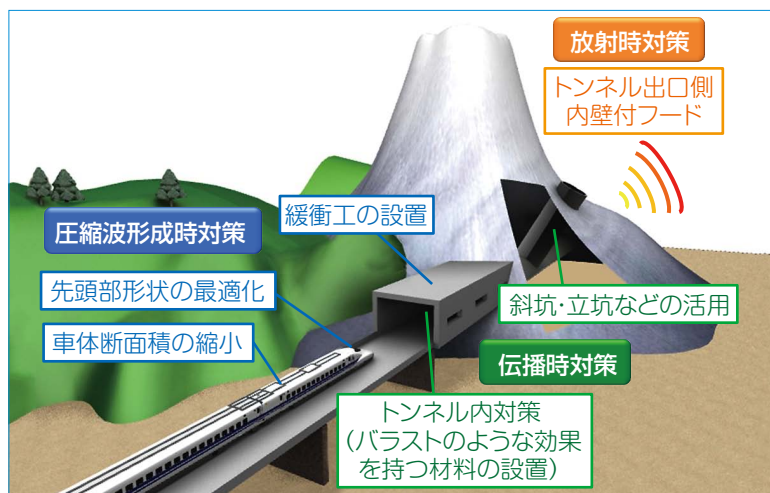 放射時対策
トンネル出口側
内壁付フード
緩衝工の設置
圧縮波形成時対策
先頭部形状の最適化
車体断面積の縮小
斜坑・立坑などの活用
伝播時対策
トンネル内対策
（バラストのような効果
を持つ材料の設置）